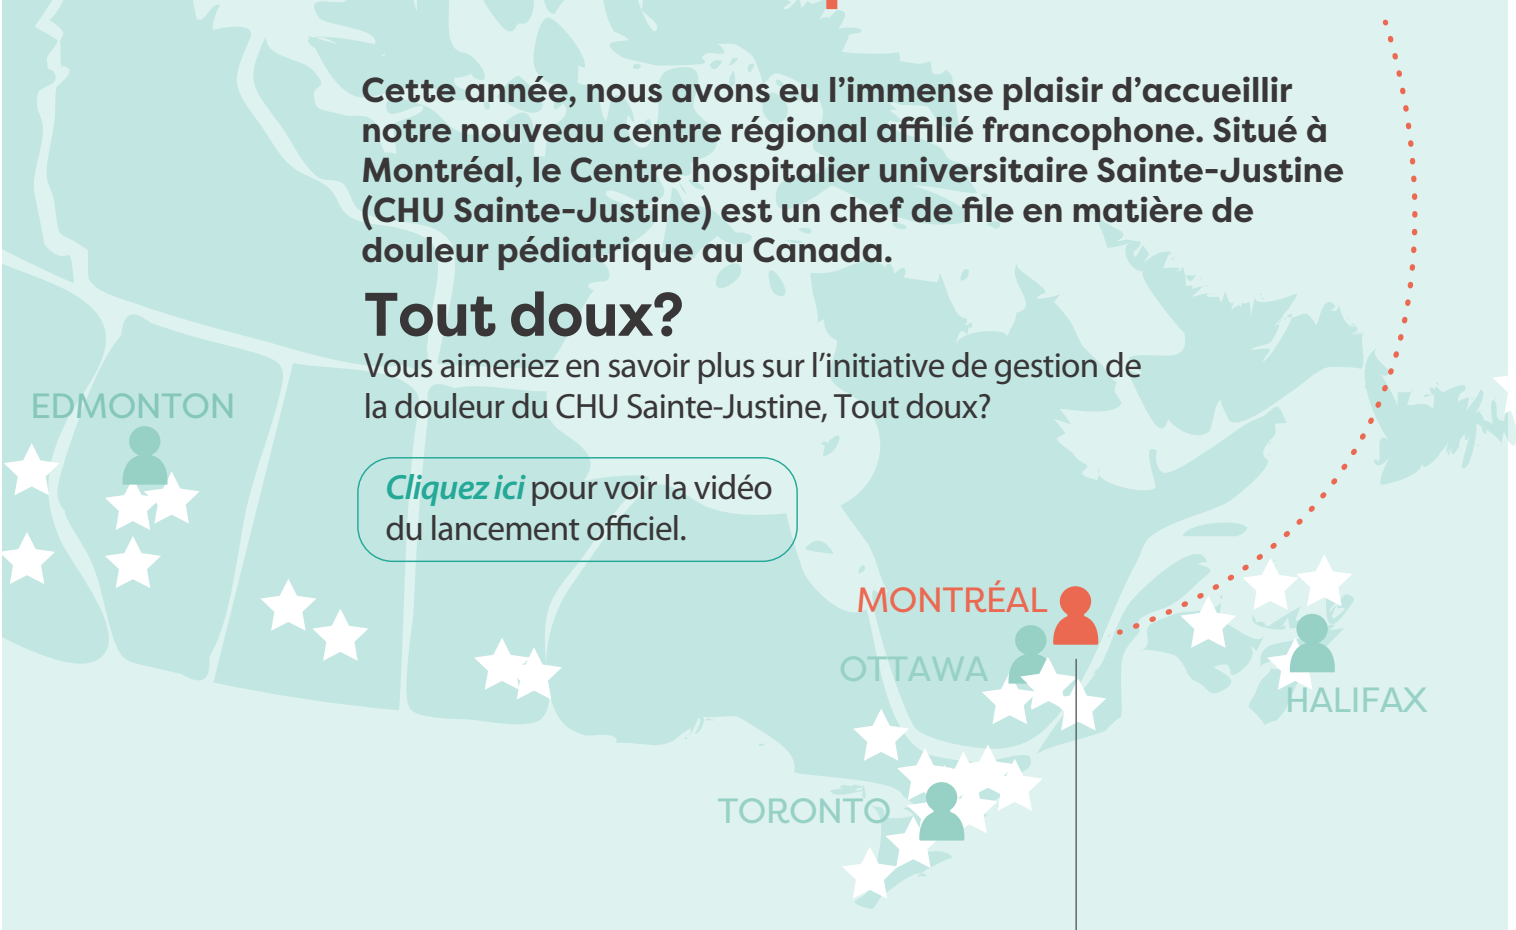 Cette année, nous avons eu l’immense plaisir d’accueillir
notre nouveau centre régional affilié francophone. Situé à
Montréal, le Centre hospitalier universitaire Sainte-Justine
(CHU Sainte-Justine) est un chef de file en matière de
douleur pédiatrique au Canada.
Tout doux?
Vous aimeriez en savoir plus sur l’initiative de gestion de
la douleur du CHU Sainte-Justine, Tout doux?
EDMONTON
Cliquez ici pour voir la vidéo
du lancement officiel.
MONTRÉAL
OTTAWA
HALIFAX
TORONTO